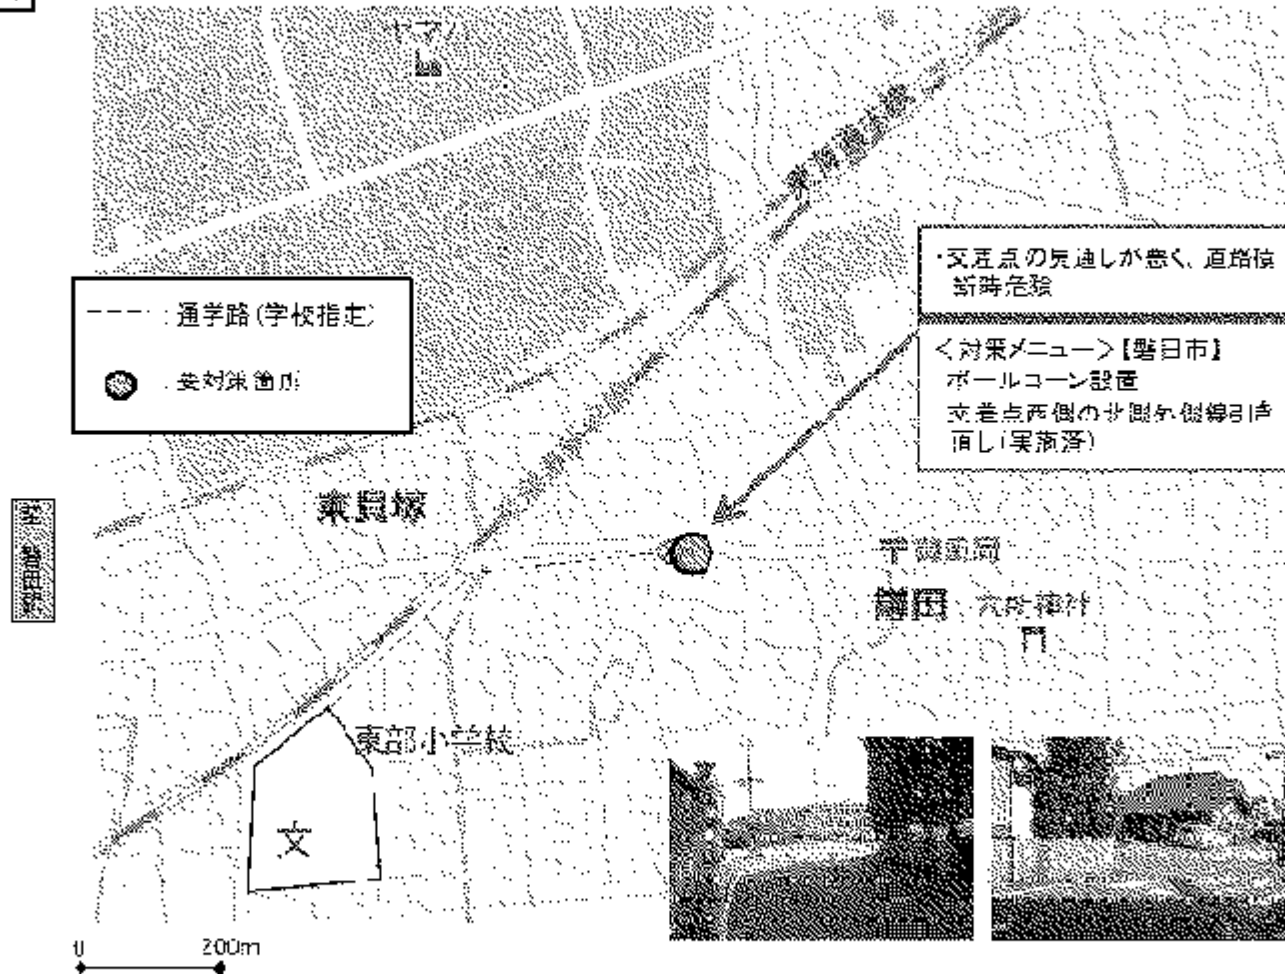 ヤマハ
東海道本線
・交差点の見通しが悪く、道路横
断時危険
---- : 通学路(学校指定)
: 要対策箇所
<対策メニュー>【磐田市】
ポールコーン設置
交差点西側の北側外側線引き
直し(実施済)
東貝塚
東部小学校
文
0 200m